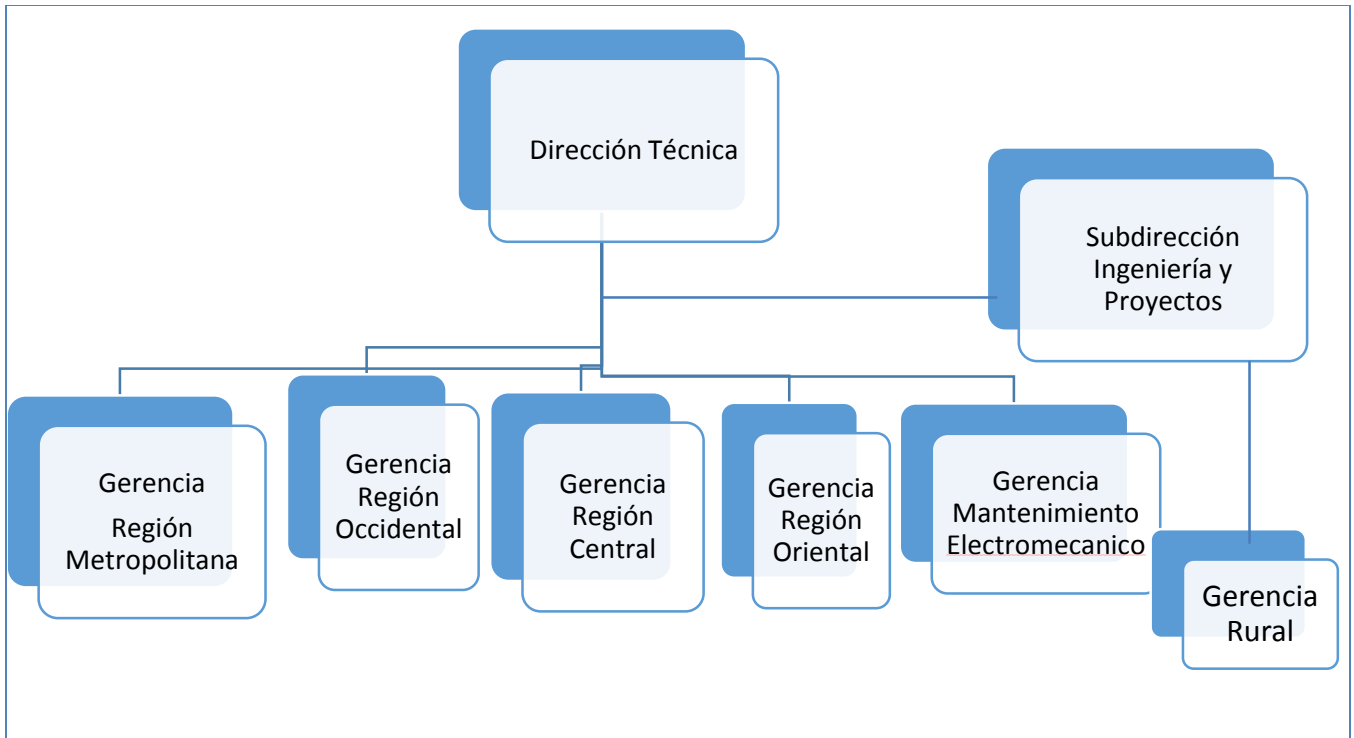 Dirección Técnica
Subdirección
Ingeniería y
Proyectos
Gerencia
Región
Metropolitana
Gerencia
Región
Occidental
Gerencia
Región
Central
Gerencia
Región
Oriental
Gerencia
Mantenimiento
Electromecanico
Gerencia
Rural